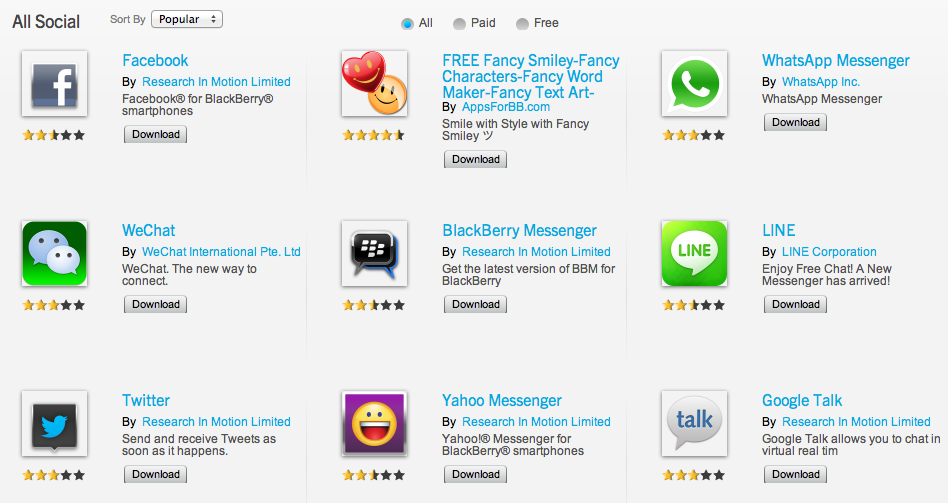 All Social
Sort By
Popular
All
Paid
Free
f
Facebook
By Research In Motion Limited
Facebook® for BlackBerry®
smartphones
Download
FREE Fancy Smiley-Fancy
Characters-Fancy Word
Maker-Fancy Text Art-
By AppsForBB.com
Smile with Style with Fancy
Smiley ツ
Download
WhatsApp Messenger
By WhatsApp Inc.
WhatsApp Messenger
Download
WeChat
By WeChat International Pte. Ltd
WeChat. The new way to
connect.
Download
BlackBerry Messenger
By Research In Motion Limited
Get the latest version of BBM for
BlackBerry
Download
LINE
LINE
By LINE Corporation
Enjoy Free Chat! A New
Messenger has arrived!
Download
Twitter
By Research In Motion Limited
Send and receive Tweets as
soon as it happens.
Download
Yahoo Messenger
By Research In Motion Limited
Yahoo!® Messenger for
BlackBerry® smartphones
Download
talk
Google Talk
By Research In Motion Limited
Google Talk allows you to chat in
virtual real tim
Download